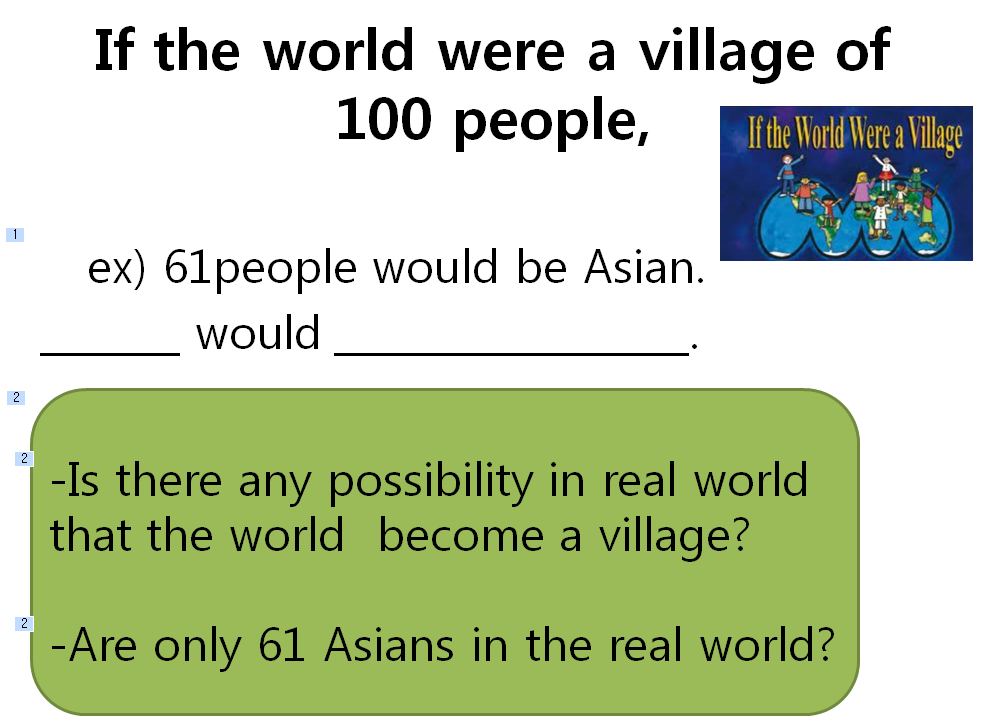 If the world were a village of
100 people,
If the World Were a Village
1
ex) 61people would be Asian.
______ would _______________.
2
2
-Is there any possibility in real world
that the world  become a village?
2
-Are only 61 Asians in the real world?